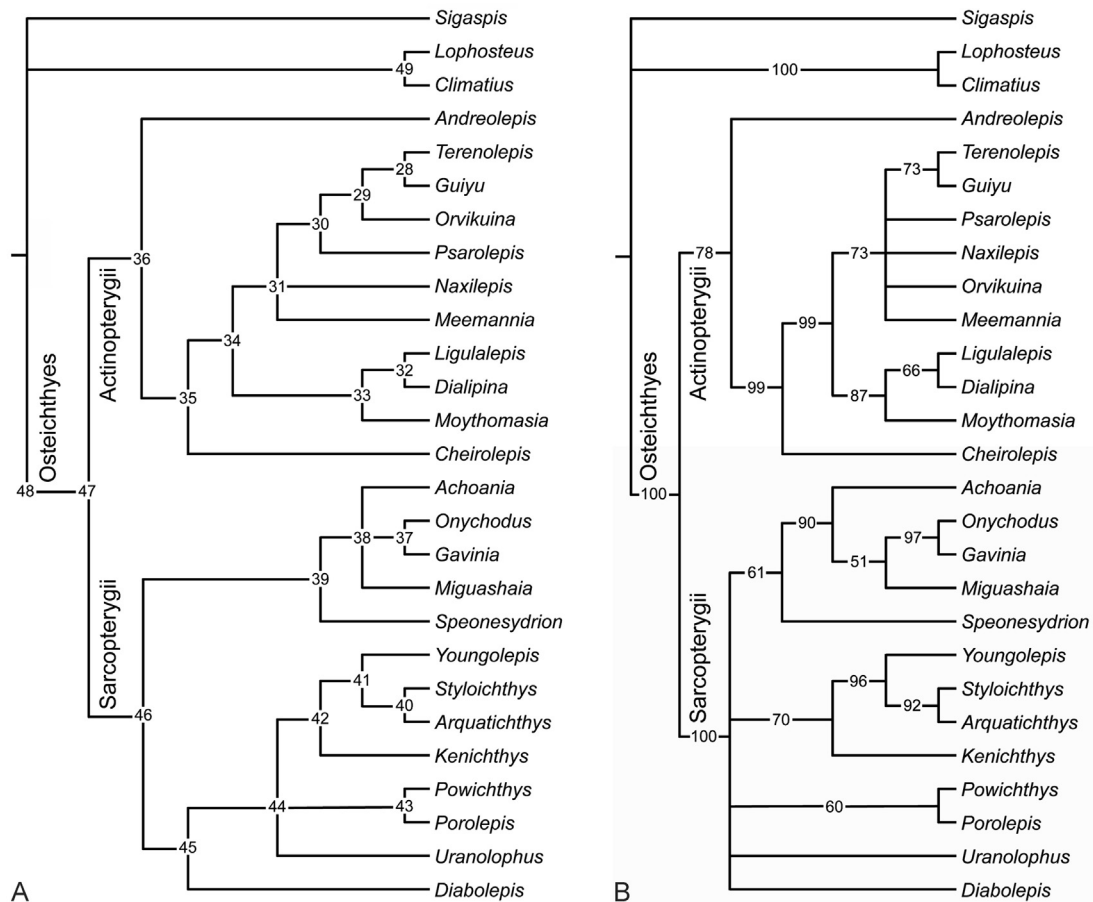 Sigaspis
Lophosteus
49
Climatius
Andreolepis
Terenolepis
28
Guiyu
29
Orvikuina
30
Psarolepis
36
Actinopterygii
31
Naxilepis
Meemannia
34
Ligulalepis
32
Dialipina
33
35
Moythomasia
Cheirolepis
Osteichthyes
48
47
Achoania
Onychodus
38
37
Gavinia
39
Miguashaia
Speonesydrion
Sarcopterygii
Youngolepis
41
Styloichthys
40
46
42
Arquatichthys
Kenichthys
Powichthys
44
43
Porolepis
45
Uranolophus
Diabolepis
A
Sigaspis
Lophosteus
100
Climatius
Andreolepis
Terenolepis
73
Guiyu
Psarolepis
78
Actinopterygii
73
Naxilepis
Orvikuina
99
Meemannia
Ligulalepis
66
Dialipina
99
87
Moythomasia
Cheirolepis
Osteichthyes
100
Achoania
90
Onychodus
97
Gavinia
51
61
Miguashaia
Speonesydrion
Sarcopterygii
Youngolepis
96
Styloichthys
92
70
Arquatichthys
100
Kenichthys
Powichthys
60
Porolepis
Uranolophus
Diabolepis
B